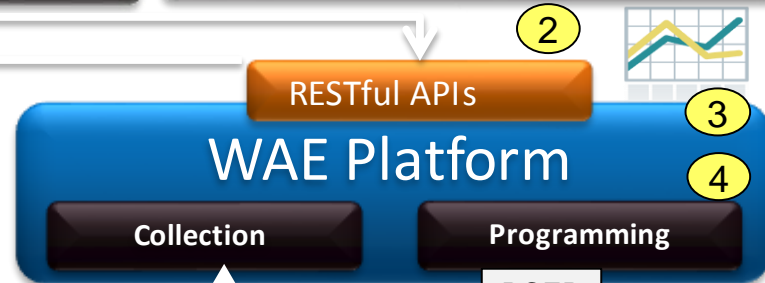 2
RESTful APIs
3
WAE Platform
4
Collection
Programming